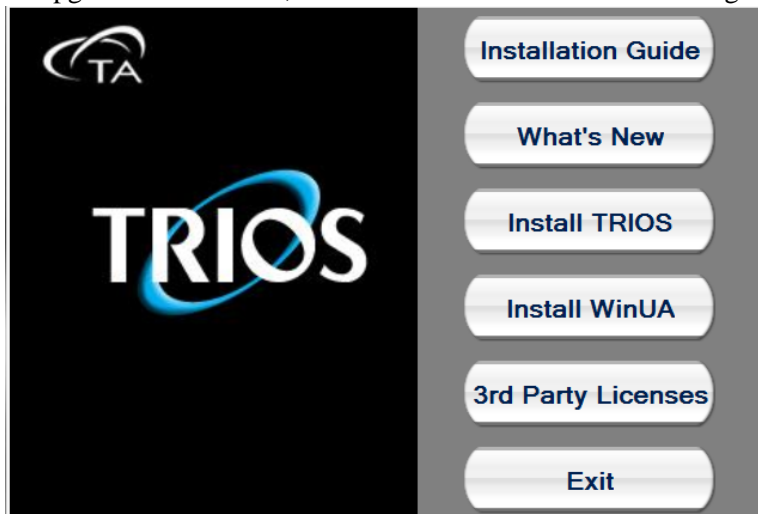 TA
TRIOS
Installation Guide
What's New
Install TRIOS
Install WinUA
3rd Party Licenses
Exit